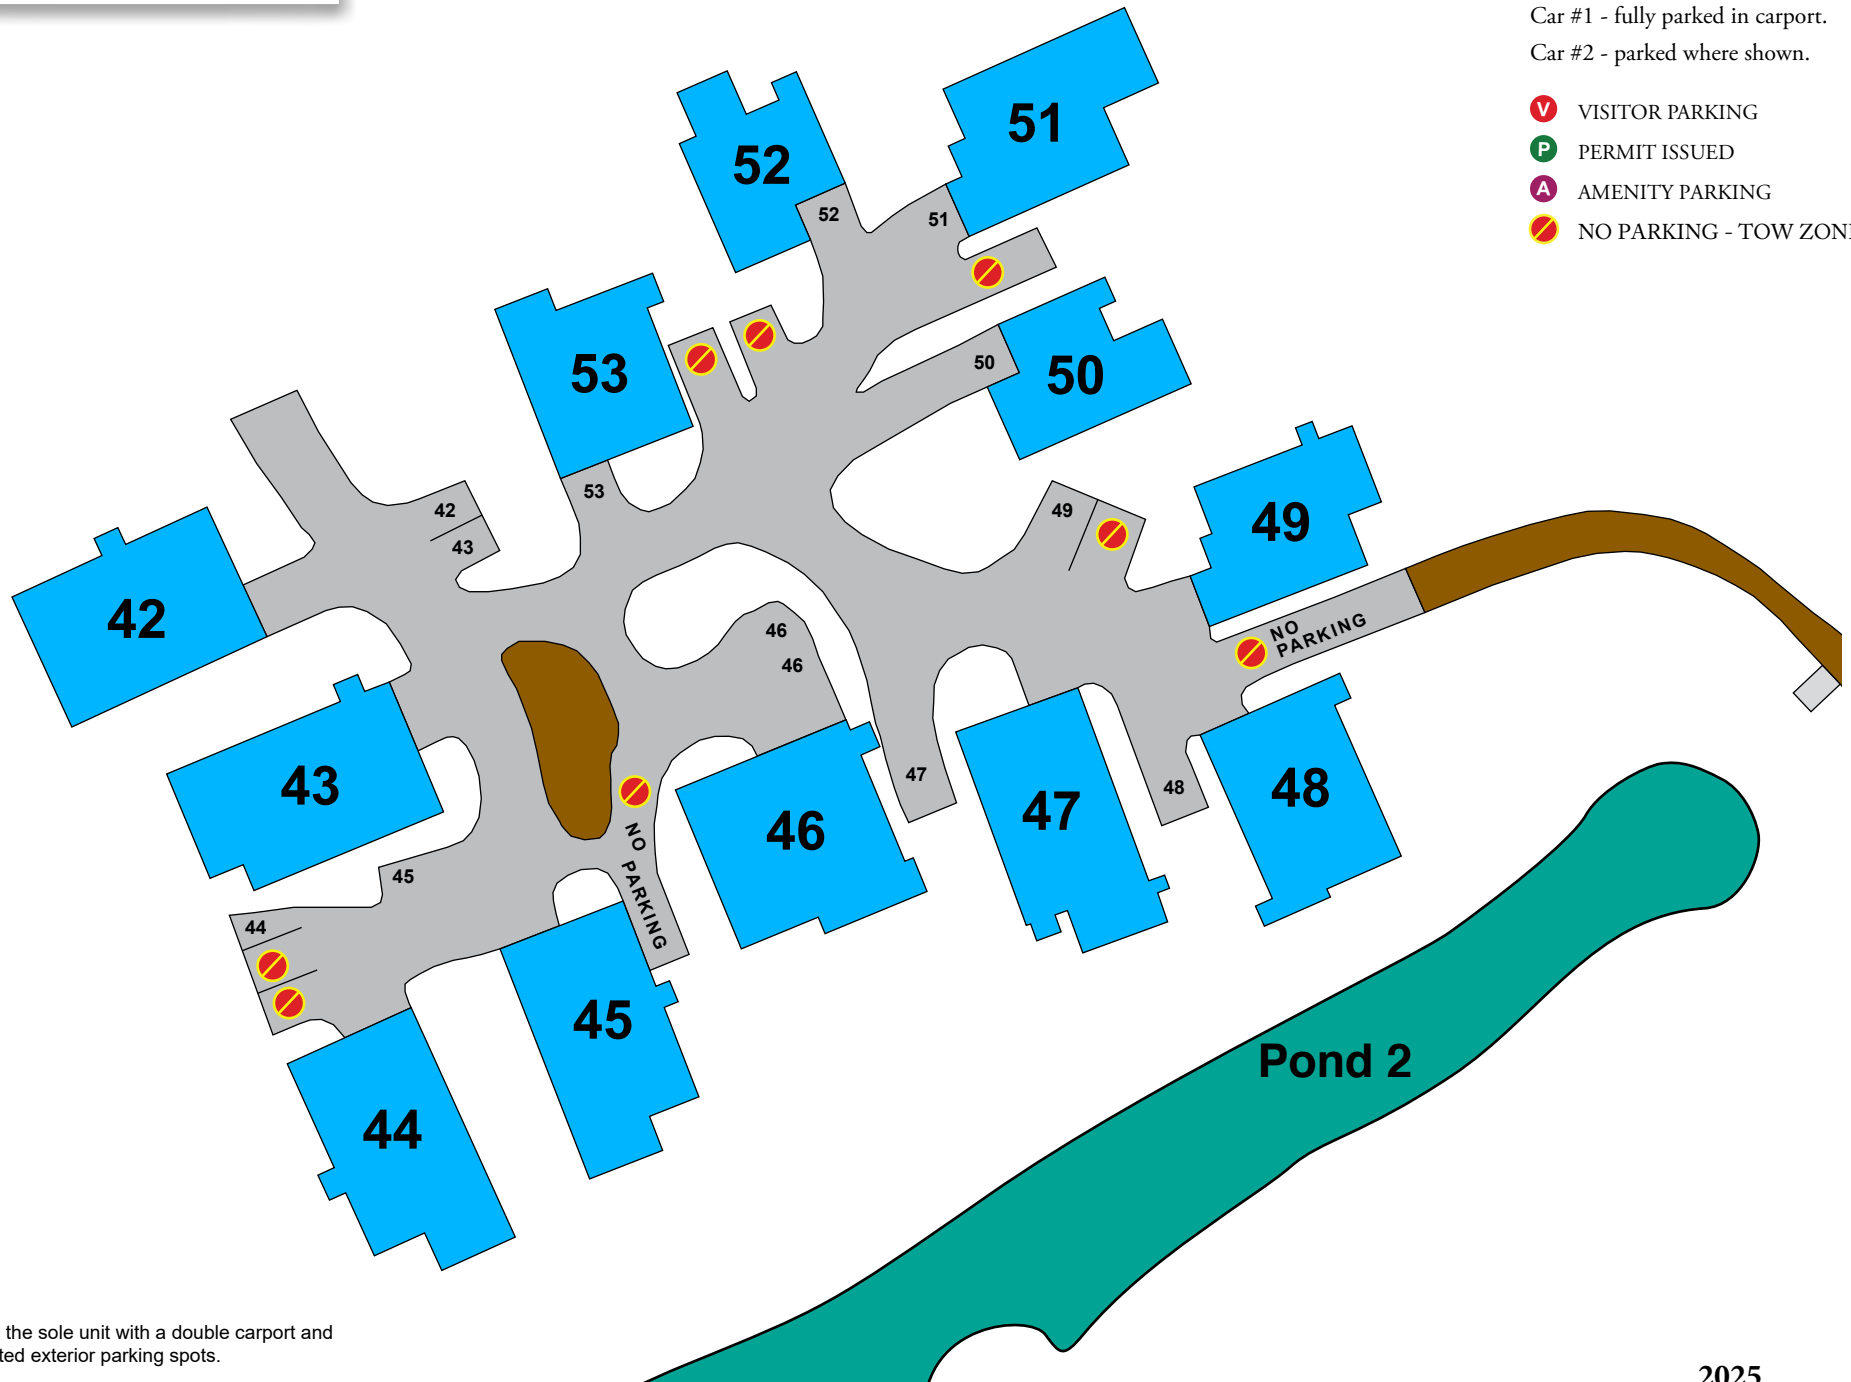 Car #1 - fully parked in carport.
Car #2 - parked where shown.
V VISITOR PARKING
P PERMIT ISSUED
A AMENITY PARKING
NO PARKING - TOW
51
52
52
51
53
50
50
53
42
43
49
49
42
NO
PARKING
46
46
43
47
48
48
47
46
NO PARKING
45
44
45
44
Pond 2
the sole unit with a double carport and
exterior parking spots.
2025